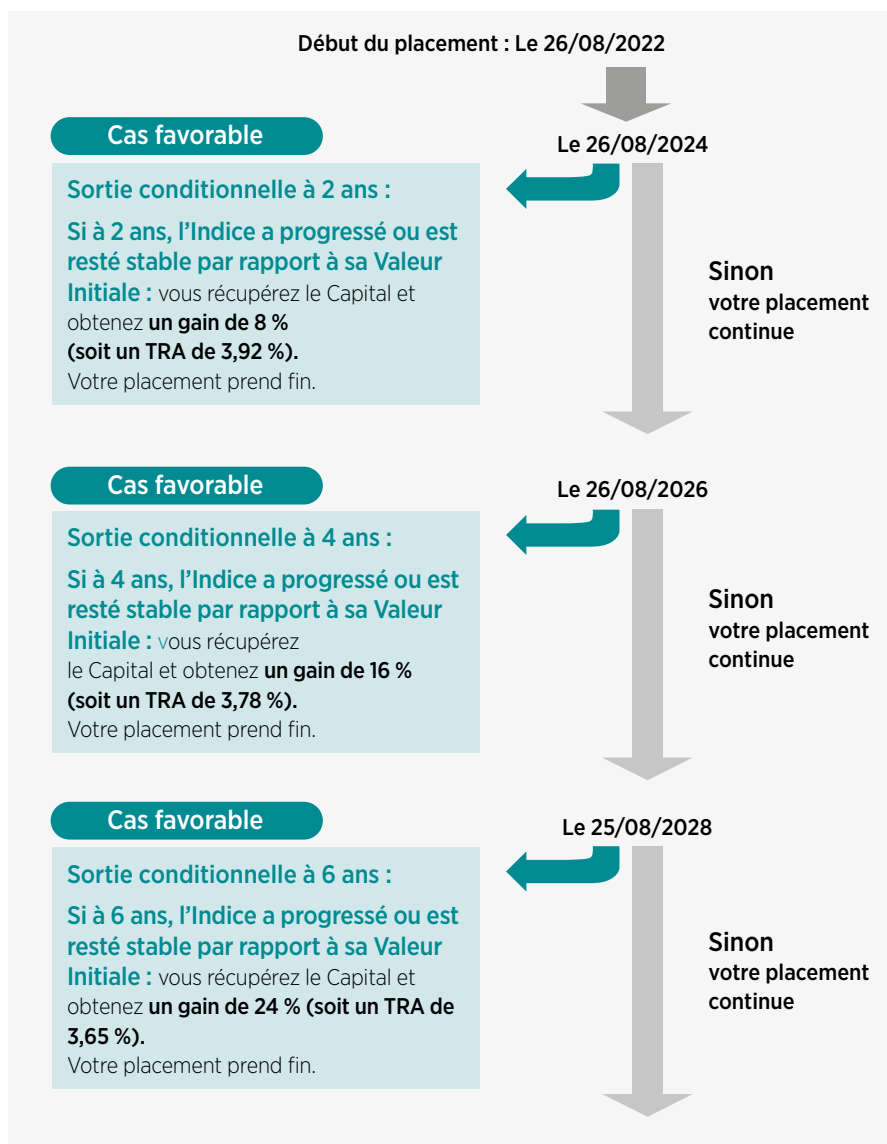 Début du placement : Le 26/08/2022
Cas favorable
Le 26/08/2024
Sortie conditionnelle à 2 ans :
Si à 2 ans, l’Indice a progressé ou est
resté stable par rapport à sa Valeur
Initiale : vous récupérez le Capital et
obtenez un gain de 8 %
(soit un TRA de 3,92 %).
Votre placement prend fin.
Sinon
votre placement
continue
Cas favorable
Le 26/08/2026
Sortie conditionnelle à 4 ans :
Si à 4 ans, l’Indice a progressé ou est
resté stable par rapport à sa Valeur
Initiale : vous récupérez
le Capital et obtenez un gain de 16 %
(soit un TRA de 3,78 %).
Votre placement prend fin.
Sinon
votre placement
continue
Cas favorable
Le 25/08/2028
Sortie conditionnelle à 6 ans :
Si à 6 ans, l’Indice a progressé ou est
resté stable par rapport à sa Valeur
Initiale : vous récupérez le Capital et
obtenez un gain de 24 % (soit un TRA de
3,65 %).
Votre placement prend fin.
Sinon
votre placement
continue